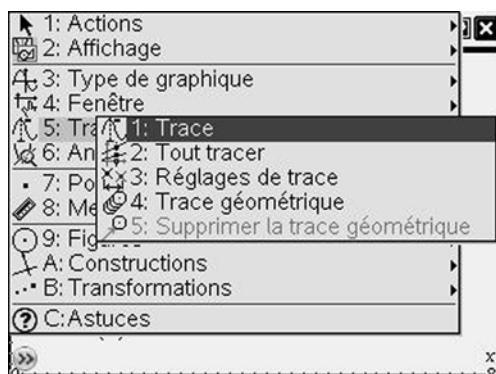 1: Actions
2: Affichage
3: Type de graphique
4: Fenêtre
5: Tra
1: Trace
6: An
2: Tout tracer
7: Po
3: Réglages de trace
8: Me
4: Trace géométrique
9: Figures
5: Supprimer la trace géométrique
A: Constructions
B: Transformations
C: Astuces
x